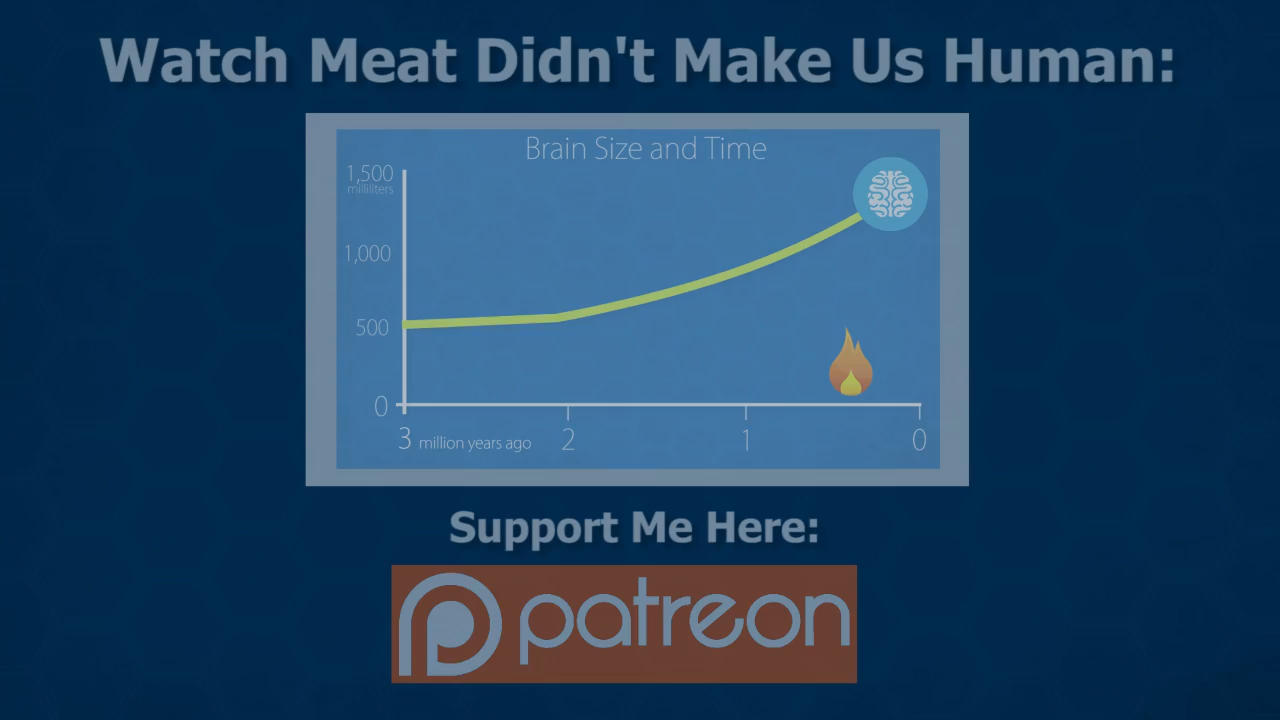 Watch Meat Didn't Make Us Human:
Brain Size and Time
1,500
milliliters
1,000
500
0
3 million years ago 2 1 0
Support Me Here:
patreon